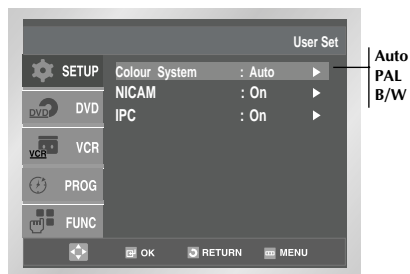 User Set
SETUP
Colour System : Auto
NICAM : On
IPC : On
DVD DVD
VCR VCR
PROG
FUNC
OK RETURN MENU
Auto
PAL
B/W